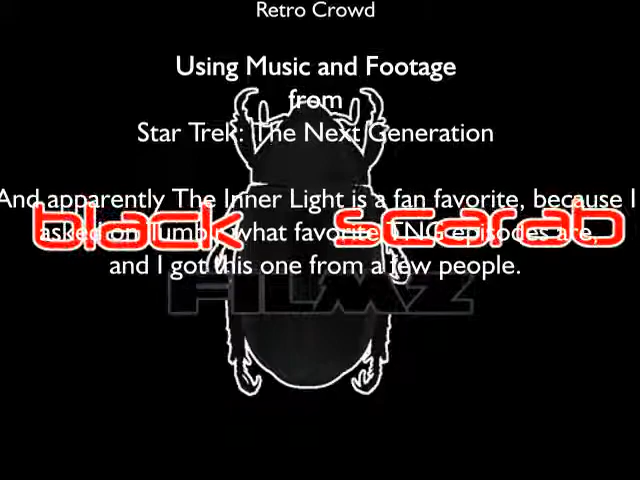 Retro Crowd
Using Music and Footage
from
Star Trek: The Next Generation
And apparently The Inner Light is a fan favorite, because I
black scarab
asked on Tumblr what favorite TNG episodes are,
and I got this one from a few people.
FILMZ